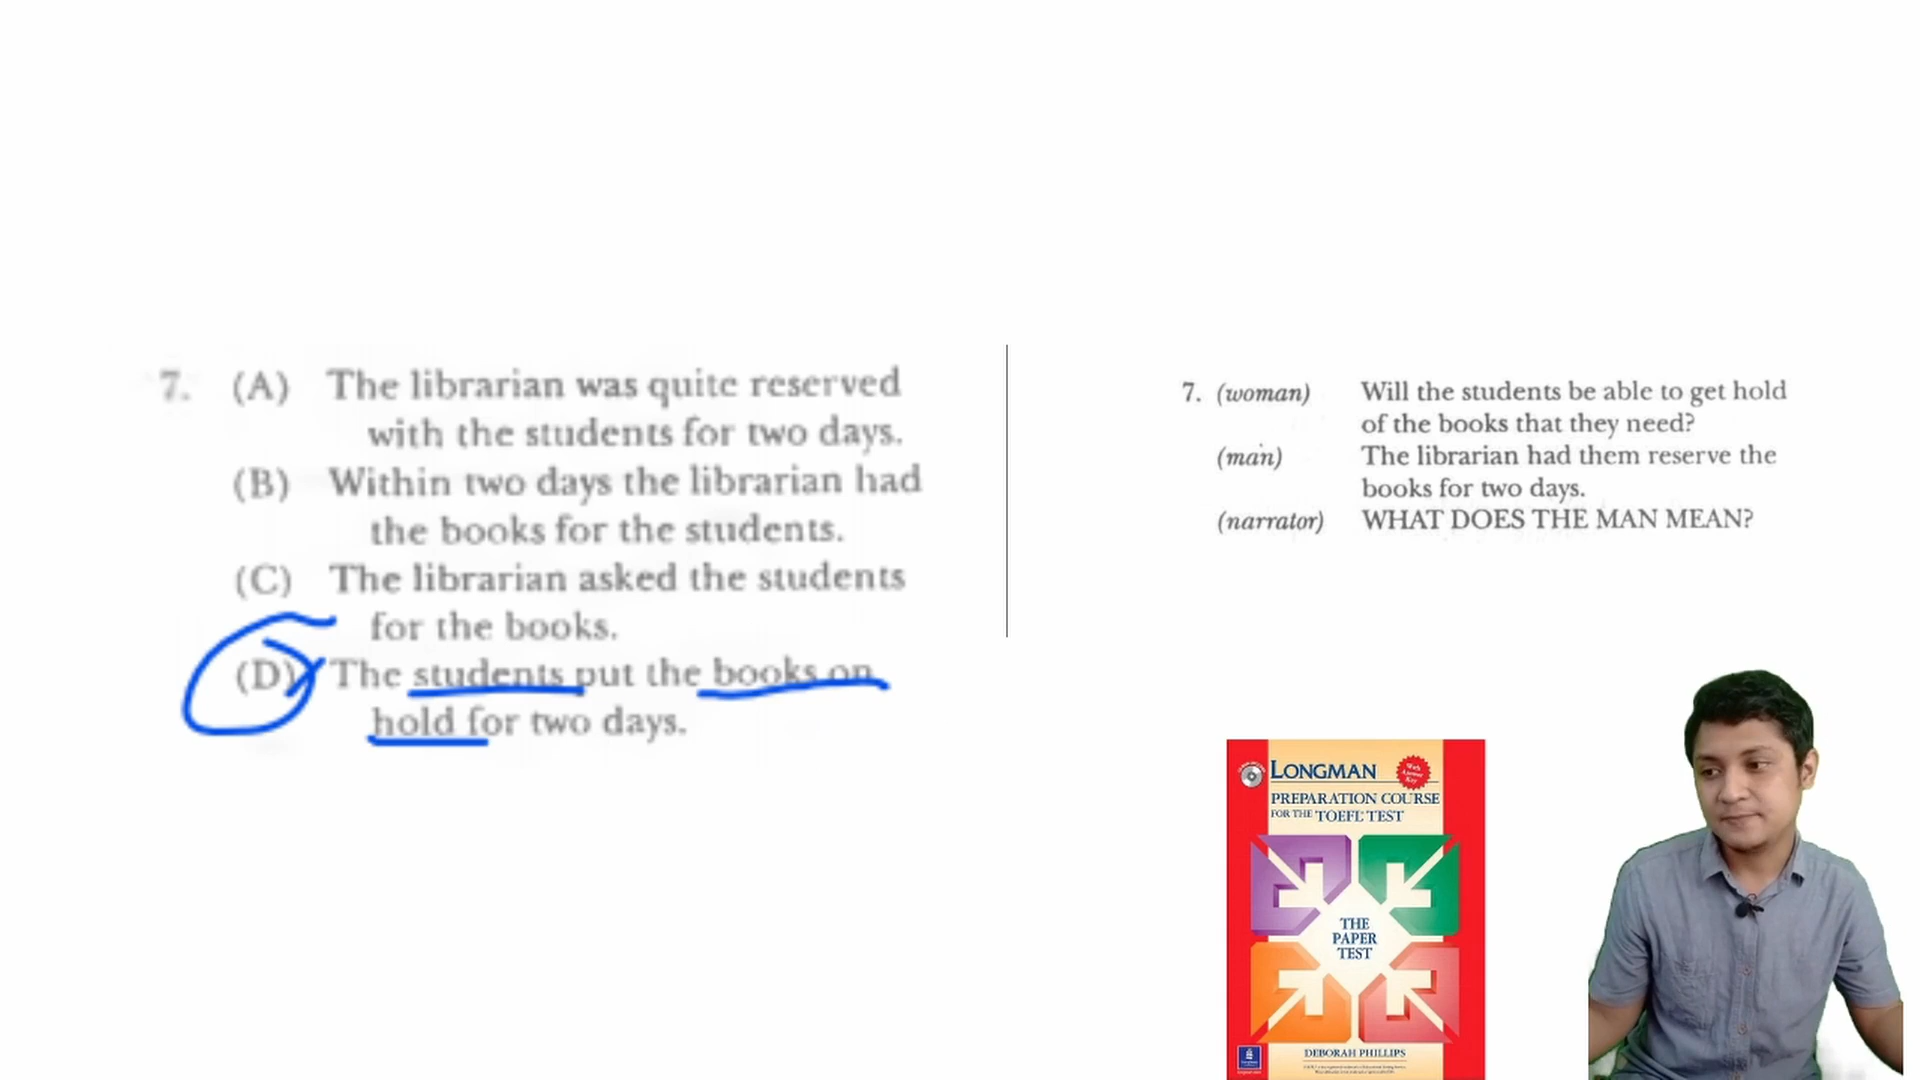 7. (A) The librarian was quite reserved
with the students for two days.
(B) Within two days the librarian had
the books for the students.
(C) The librarian asked the students
for the books.
(D) The students put the books on
hold for two days.
7. (woman) Will the students be able to get hold
of the books that they need?
(man) The librarian had them reserve the
books for two days.
(narrator) WHAT DOES THE MAN MEAN?
LONGMAN
With
Answer
Key
PREPARATION COURSE
FOR THE TOEFL TEST
THE
PAPER
TEST
DEBORAH PHILLIPS